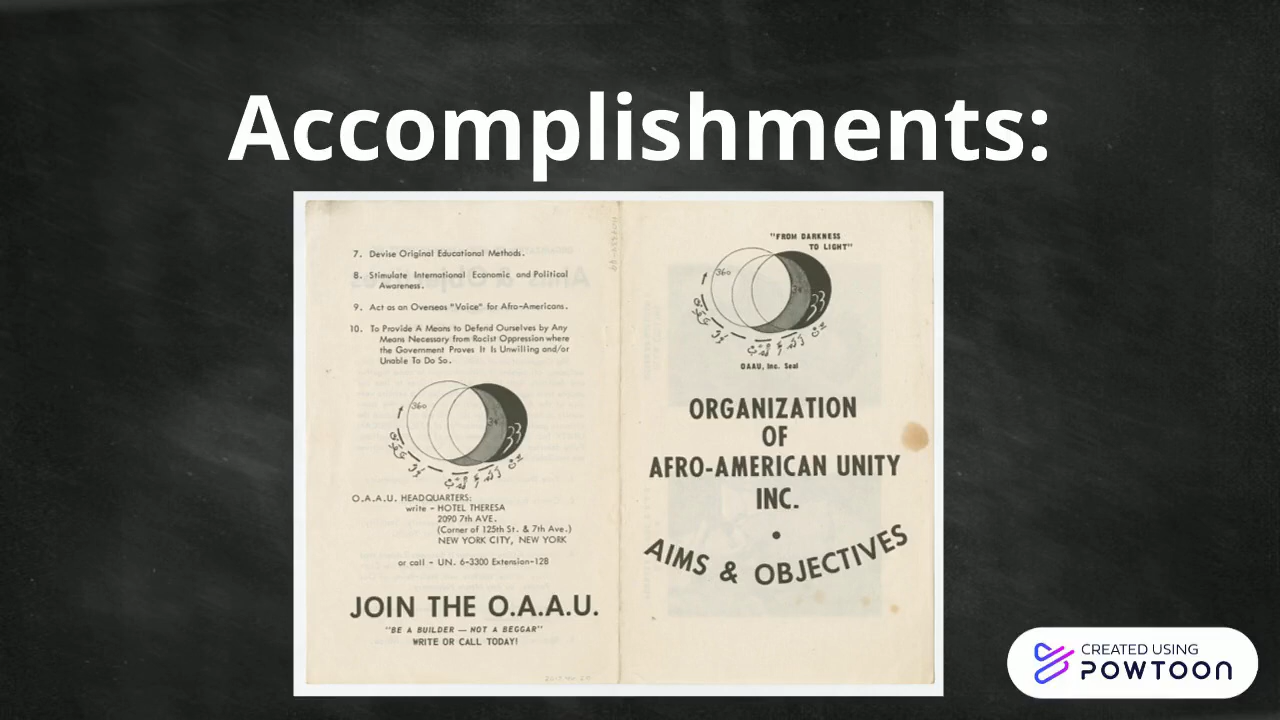 Accomplishments:
7. Devise Original Educational Methods.
8. Stimulate International Economic and Political
Awareness.
9. Act as an Overseas "Voice" for Afro-Americans.
10. To Provide A Means to Defend Ourselves by Any
Means Necessary from Racist Oppression where
the Government Proves It Is Unwilling and/or
Unable To Do So.
360
O.A.A.U. HEADQUARTERS:
write - HOTEL THERESA
2090 7th AVE.
(Corner of 125th St. & 7th Ave.)
NEW YORK CITY, NEW YORK
or call - UN. 6-3300 Extension-128
JOIN THE O.A.A.U.
"BE A BUILDER — NOT A BEGGAR"
WRITE OR CALL TODAY!
"FROM DARKNESS
TO LIGHT"
360
OAAU, Inc. Seal
ORGANIZATION
OF
AFRO-AMERICAN UNITY
INC.
•
AIMS & OBJECTIVES
CREATED USING
POWTOON